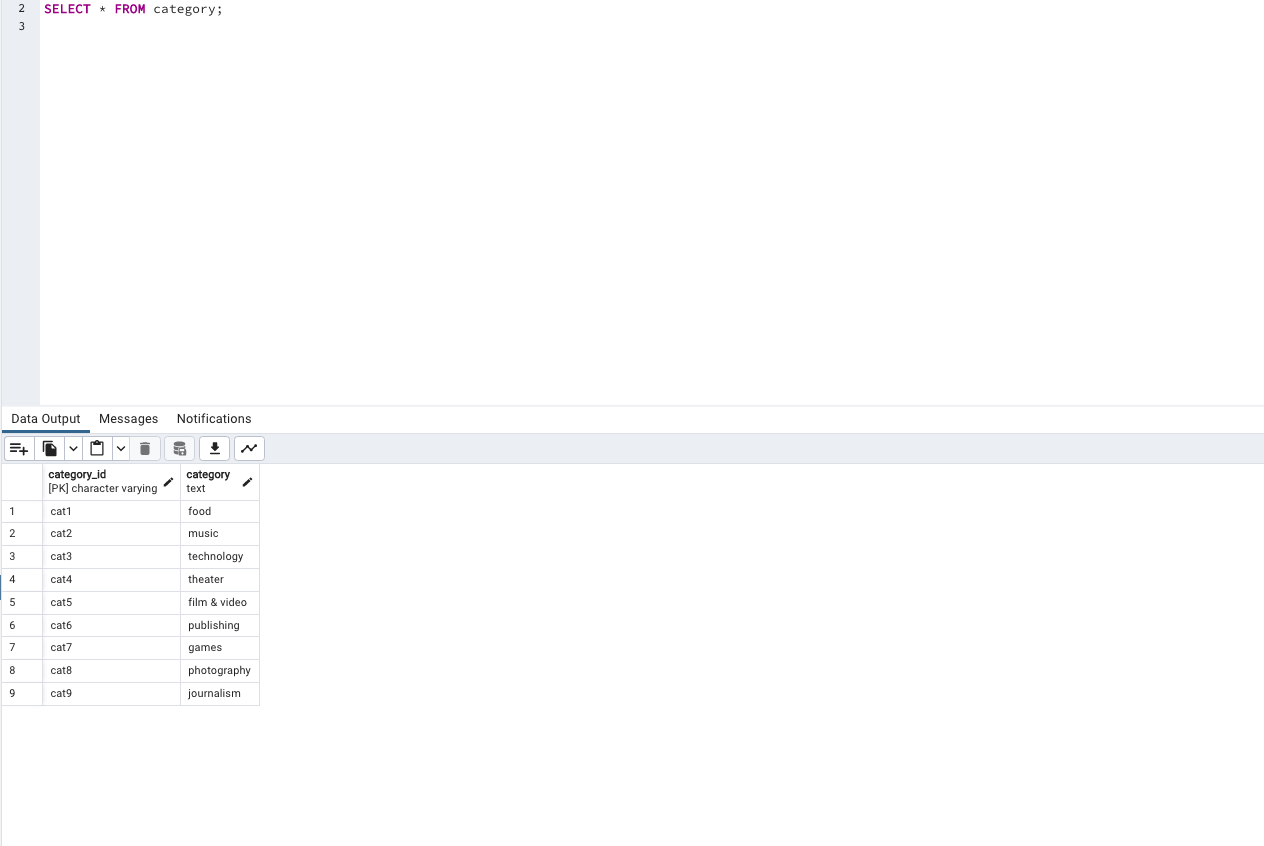 2 SELECT * FROM category;
3
Data Output Messages Notifications
category_id category
[PK] character varying text
1 cat1 food
2 cat2 music
3 cat3 technology
4 cat4 theater
5 cat5 film & video
6 cat6 publishing
7 cat7 games
8 cat8 photography
9 cat9 journalism